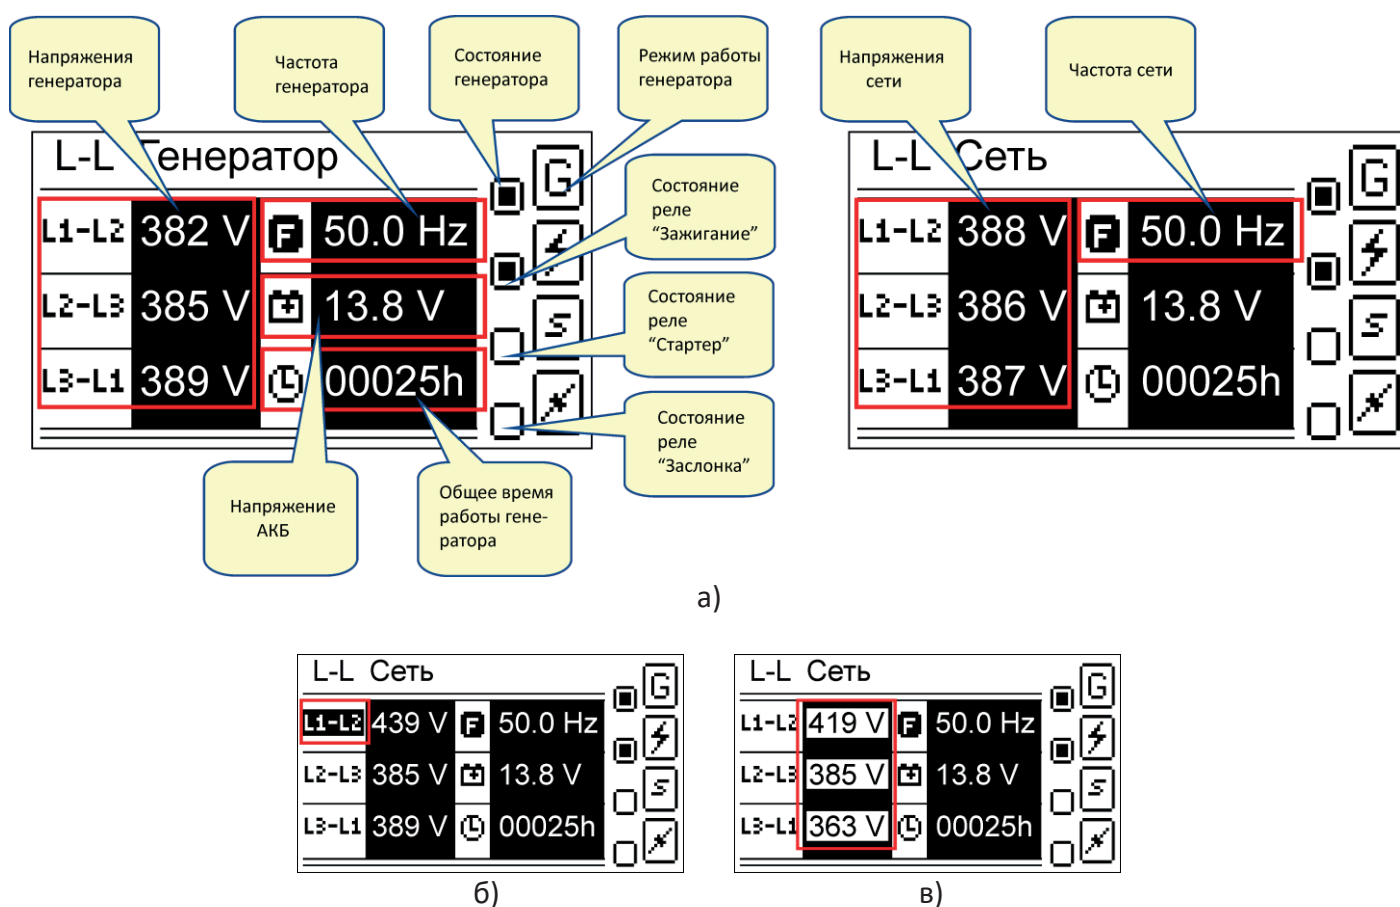 Напряжения
генератора
Частота
генератора
Состояние
генератора
Режим работы
генератора
Напряжения
сети
Частота сети
L-L Генератор
G
L1-L2 382 V F 50.0 Hz
L2-L3 385 V 13.8 V
S
L3-L1 389 V 00025h
Состояние
реле
“Зажигание”
Состояние
реле
“Стартер”
Состояние
реле
“Заслонка”
Напряжение
АКБ
Общее время
работы гене-
ратора
L-L Сеть
G
L1-L2 388 V F 50.0 Hz
L2-L3 386 V 13.8 V
S
L3-L1 387 V 00025h
а)
L-L Сеть
G
L1-L2 439 V F 50.0 Hz
L2-L3 385 V 13.8 V
S
L3-L1 389 V 00025h
б)
L-L Сеть
G
L1-L2 419 V F 50.0 Hz
L2-L3 385 V 13.8 V
S
L3-L1 363 V 00025h
в)